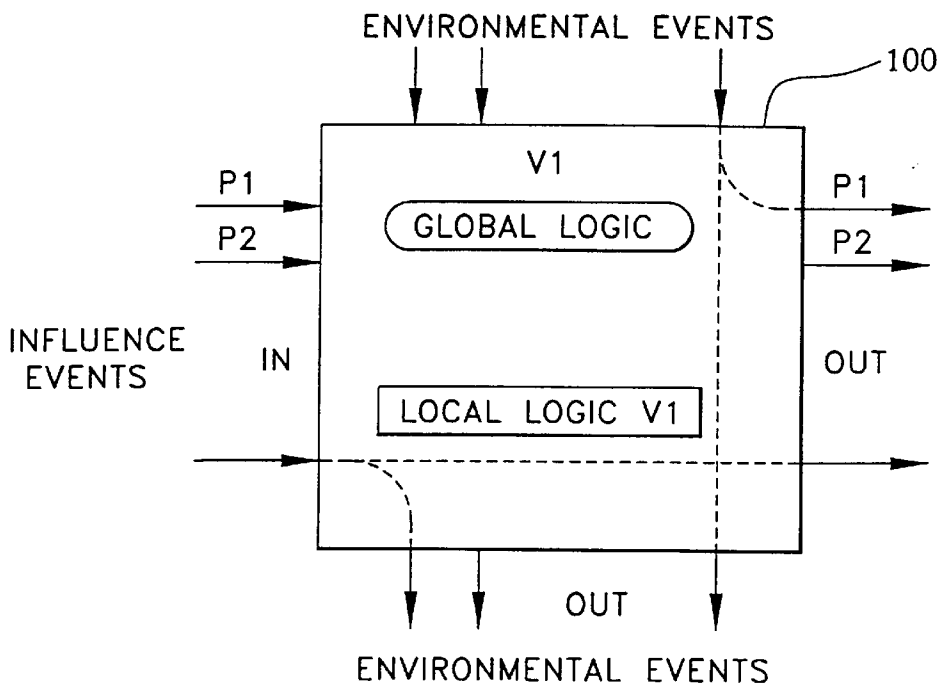 ENVIRONMENTAL EVENTS
100
V1
P1
P1
GLOBAL LOGIC
P2
P2
INFLUENCE
EVENTS
IN
OUT
LOCAL LOGIC V1
OUT
ENVIRONMENTAL EVENTS